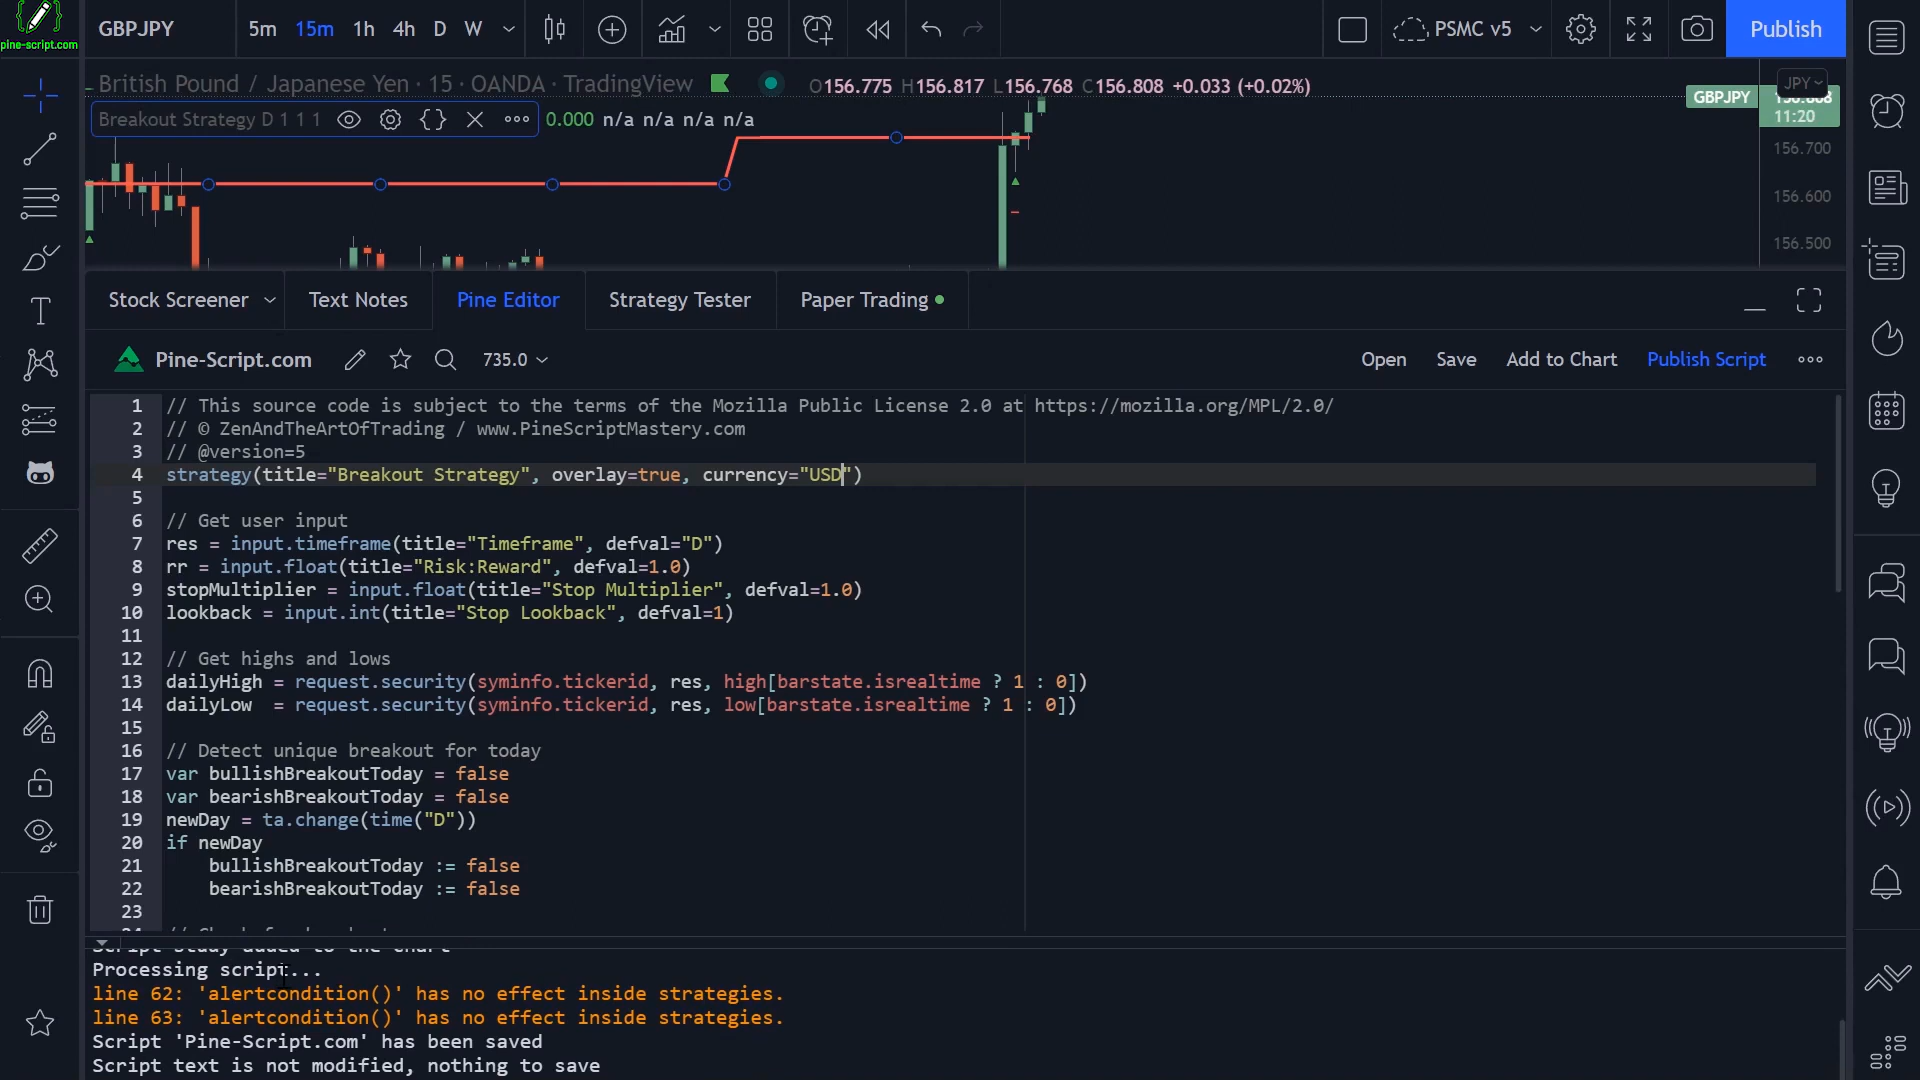 pine-script.com
GBPJPY
5m 15m 1h 4h D W
PSMC v5
Publish
British Pound / Japanese Yen · 15 · OANDA · TradingView
O156.775 H156.817 L156.768 C156.808 +0.033 (+0.02%)
JPY
GBPJPY
156.808
11:20
Breakout Strategy D 1 1 1
0.000 n/a n/a n/a n/a
156.700
156.600
156.500
Stock Screener
Text Notes
Pine Editor
Strategy Tester
Paper Trading
Pine-Script.com
735.0
Open
Save
Add to Chart
Publish Script
1 // This source code is subject to the terms of the Mozilla Public License 2.0 at https://mozilla.org/MPL/2.0/
2 // © ZenAndTheArtOfTrading / www.PineScriptMastery.com
3 // @version=5
4 strategy(title="Breakout Strategy", overlay=true, currency="USD")
5
6 // Get user input
7 res = input.timeframe(title="Timeframe", defval="D")
8 rr = input.float(title="Risk:Reward", defval=1.0)
9 stopMultiplier = input.float(title="Stop Multiplier", defval=1.0)
10 lookback = input.int(title="Stop Lookback", defval=1)
11
12 // Get highs and lows
13 dailyHigh = request.security(syminfo.tickerid, res, high[barstate.isrealtime ? 1 : 0])
14 dailyLow  = request.security(syminfo.tickerid, res, low[barstate.isrealtime ? 1 : 0])
15
16 // Detect unique breakout for today
17 var bullishBreakoutToday = false
18 var bearishBreakoutToday = false
19 newDay = ta.change(time("D"))
20 if newDay
21     bullishBreakoutToday := false
22     bearishBreakoutToday := false
23
Script study added to the chart
Processing script...
line 62: 'alertcondition()' has no effect inside strategies.
line 63: 'alertcondition()' has no effect inside strategies.
Script 'Pine-Script.com' has been saved
Script text is not modified, nothing to save